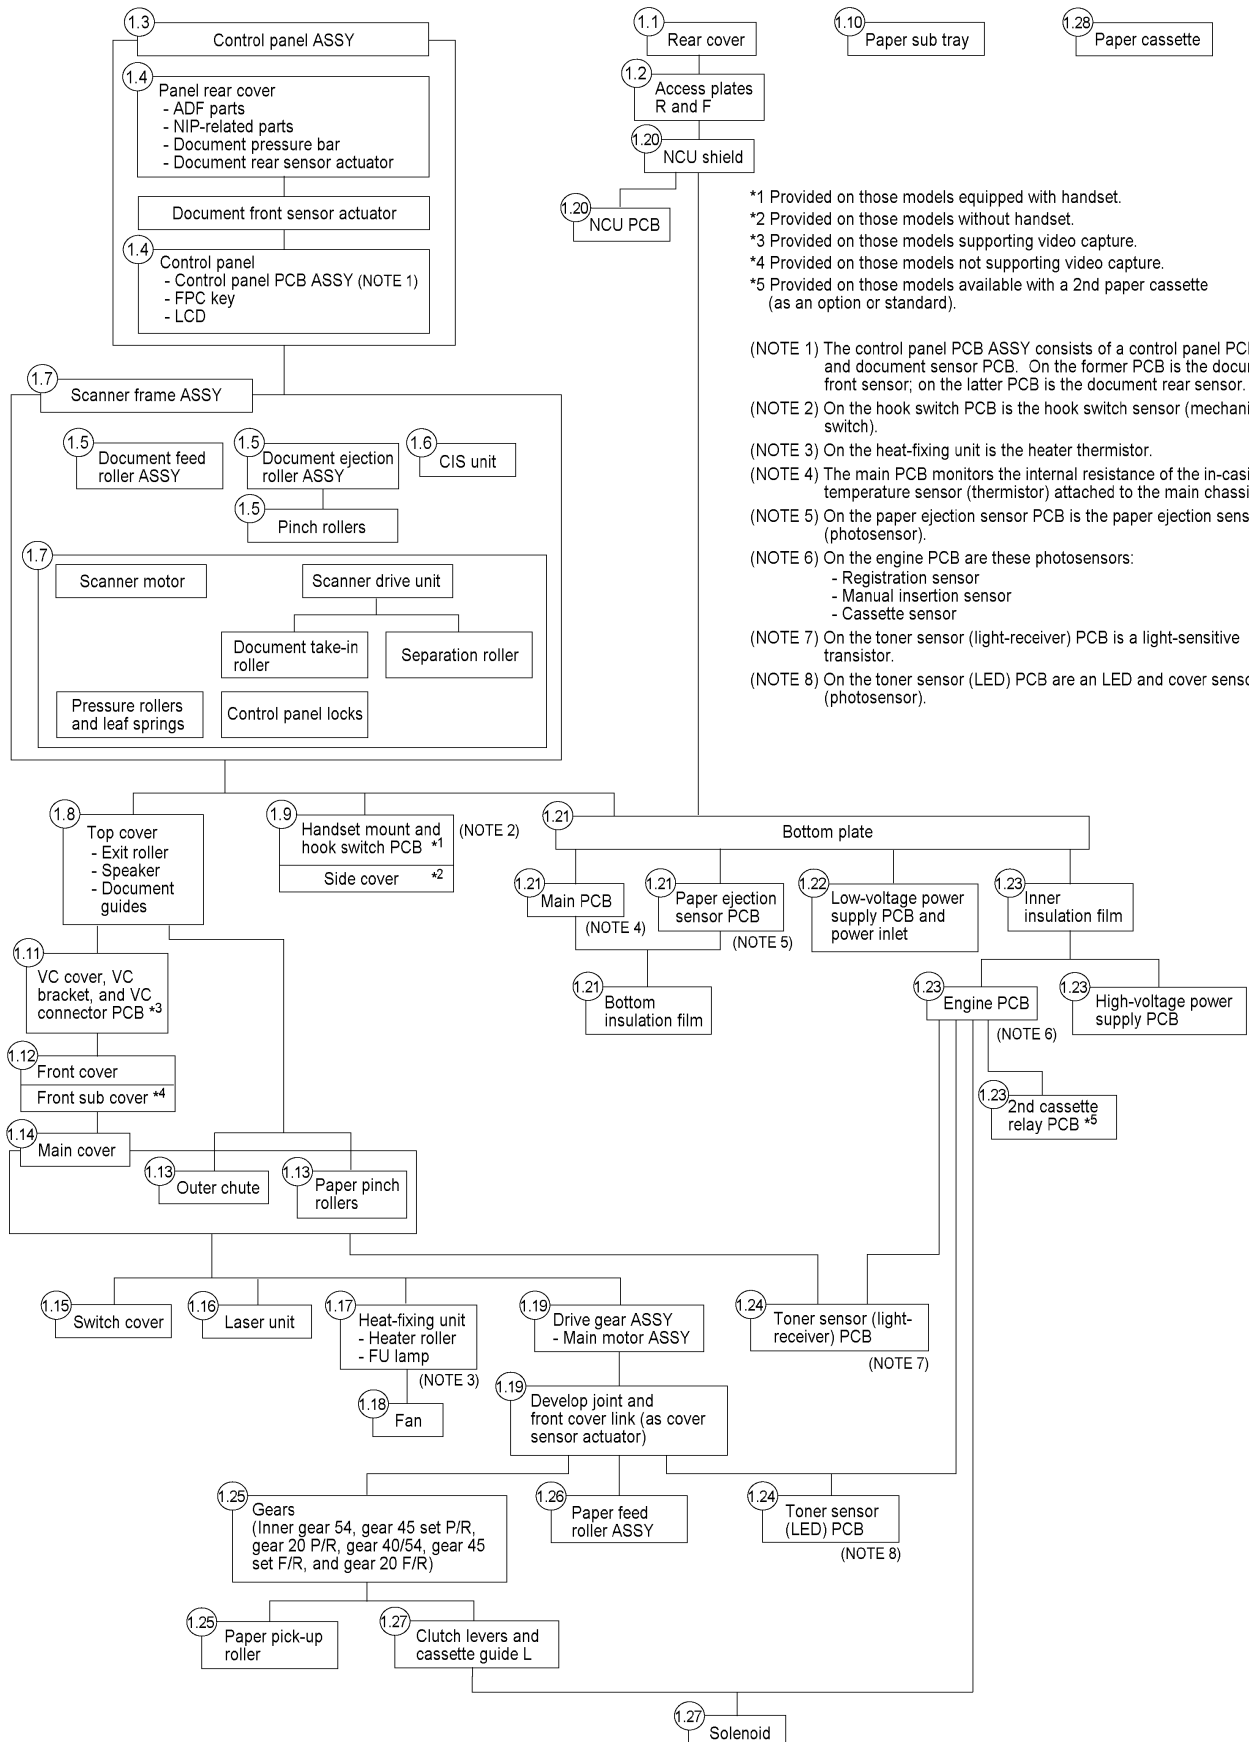 1.3
Control panel ASSY
1.4
Panel rear cover
- ADF parts
- NIP-related parts
- Document pressure bar
- Document rear sensor actuator
Document front sensor actuator
1.4
Control panel
- Control panel PCB ASSY (NOTE 1)
- FPC key
- LCD
1.1
Rear cover
1.2
Access plates
R and F
1.20
NCU shield
1.20
NCU PCB
1.10
Paper sub tray
1.28
Paper cassette
*1 Provided on those models equipped with handset.
*2 Provided on those models without handset.
*3 Provided on those models supporting video capture.
*4 Provided on those models not supporting video capture.
*5 Provided on those models available with a 2nd paper cassette
(as an option or standard).
(NOTE 1) The control panel PCB ASSY consists of a control panel
and document sensor PCB. On the former PCB is the
front sensor; on the latter PCB is the document rear sensor.
(NOTE 2) On the hook switch PCB is the hook switch sensor
switch).
(NOTE 3) On the heat-fixing unit is the heater thermistor.
(NOTE 4) The main PCB monitors the internal resistance of the
temperature sensor (thermistor) attached to the main
(NOTE 5) On the paper ejection sensor PCB is the paper ejection
(photosensor).
(NOTE 6) On the engine PCB are these photosensors:
- Registration sensor
- Manual insertion sensor
- Cassette sensor
(NOTE 7) On the toner sensor (light-receiver) PCB is a light-sensitive
transistor.
(NOTE 8) On the toner sensor (LED) PCB are an LED and cover
(photosensor).
1.7
Scanner frame ASSY
1.5
Document feed
roller ASSY
1.5
Document ejection
roller ASSY
1.6
CIS unit
1.5
Pinch rollers
1.7
Scanner motor
Scanner drive unit
Document take-in
roller
Separation roller
Pressure rollers
and leaf springs
Control panel locks
1.8
Top cover
- Exit roller
- Speaker
- Document
guides
1.9
Handset mount and
hook switch PCB *1
(NOTE 2)
Side cover *2
1.21
Bottom plate
1.21
Main PCB
(NOTE 4)
1.21
Paper ejection
sensor PCB
(NOTE 5)
1.22
Low-voltage power
supply PCB and
power inlet
1.23
Inner
insulation film
1.21
Bottom
insulation film
1.23
Engine PCB
(NOTE 6)
1.23
High-voltage power
supply PCB
1.23
2nd cassette
relay PCB *5
1.11
VC cover, VC
bracket, and VC
connector PCB *3
1.12
Front cover
Front sub cover *4
1.14
Main cover
1.13
Outer chute
1.13
Paper pinch
rollers
1.15
Switch cover
1.16
Laser unit
1.17
Heat-fixing unit
- Heater roller
- FU lamp
(NOTE 3)
1.18
Fan
1.19
Drive gear ASSY
- Main motor ASSY
1.24
Toner sensor (light-
receiver) PCB
(NOTE 7)
1.19
Develop joint and
front cover link (as cover
sensor actuator)
1.25
Gears
(Inner gear 54, gear 45 set P/R,
gear 20 P/R, gear 40/54, gear 45
set F/R, and gear 20 F/R)
1.26
Paper feed
roller ASSY
1.24
Toner sensor
(LED) PCB
(NOTE 8)
1.25
Paper pick-up
roller
1.27
Clutch levers and
cassette guide L
1.27
Solenoid